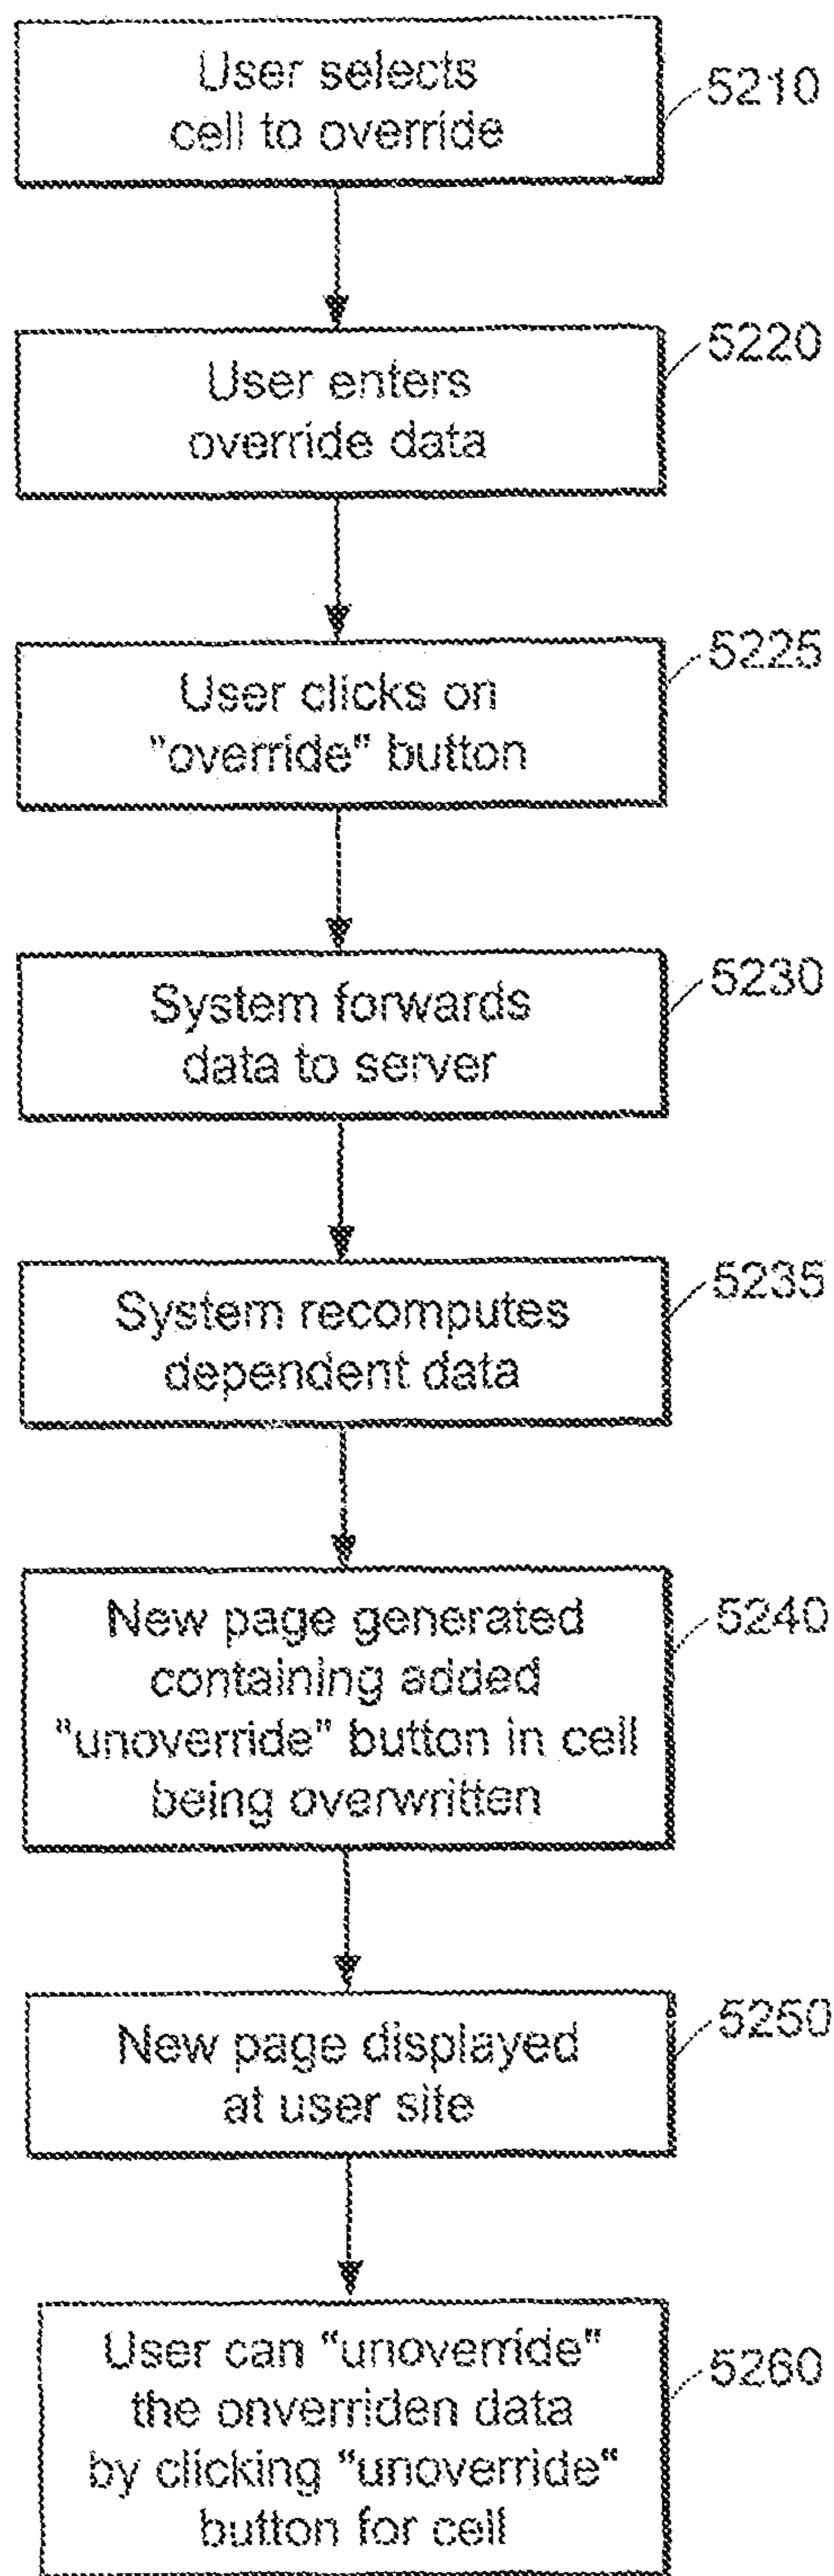 User selects
cell to override
5210
User enters
override data
5220
User clicks on
"override" button
5225
System forwards
data to server
5230
System recomputes
dependent data
5235
New page generated
containing added
"unoverride" button in cell
being overwritten
5240
New page displayed
at user site
5250
User can "unoverride"
the onverriden data
by clicking "unoverride"
button for cell
5260